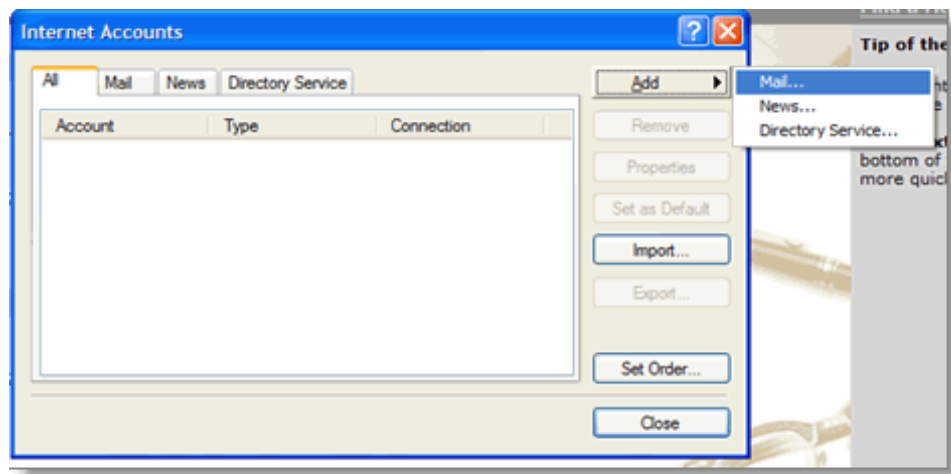 Internet Accounts
Tip of the
All Mail News Directory Service
Add
Mail...
News...
Directory Service...
Account Type Connection
Remove
Properties
Set as Default
Import...
Export...
Set Order...
Close
bottom of
more quicl